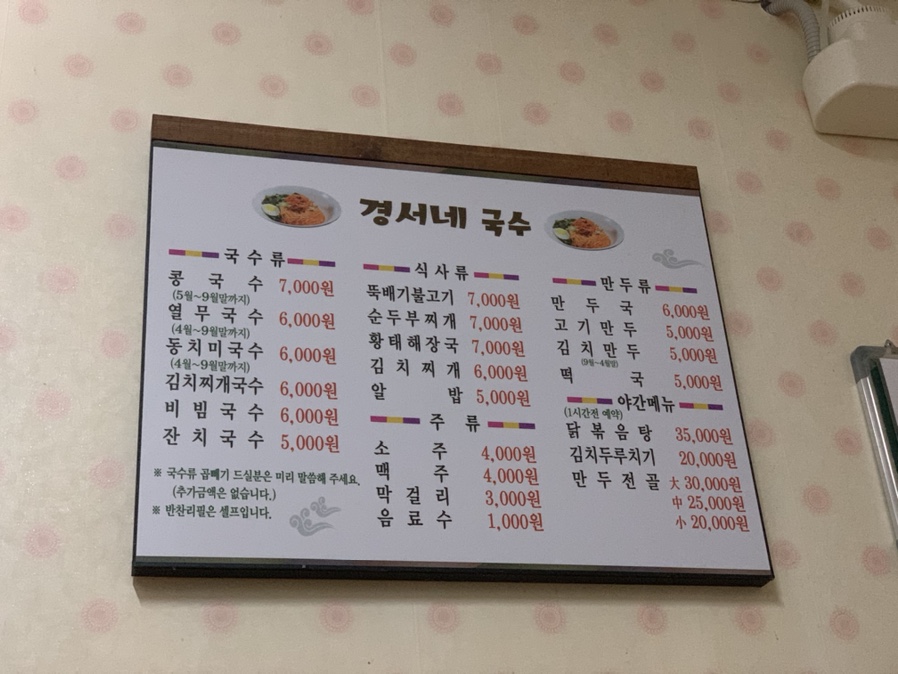 경서네 국수
국수류
콩국수 7,000원
(5월~9월말까지)
열무국수 6,000원
(4월~9월말까지)
동치미국수 6,000원
(4월~9월말까지)
김치찌개국수 6,000원
비빔국수 6,000원
잔치국수 5,000원
※ 국수류 곱빼기 드실분은 미리 말씀해 주세요.
(추가금액은 없습니다.)
※ 반찬리필은 셀프입니다.
식사류
뚝배기불고기 7,000원
순두부찌개 7,000원
황태해장국 7,000원
김치찌개 6,000원
알밥 5,000원
주류
소주 4,000원
맥주 4,000원
막걸리 3,000원
음료수 1,000원
만두류
만두국 6,000원
고기만두 5,000원
김치만두 5,000원
(9월~4월말)
떡국 5,000원
야간메뉴
(1시간전 예약)
닭볶음탕 35,000원
김치두루치기 20,000원
만두전골 大 30,000원
中 25,000원
小 20,000원